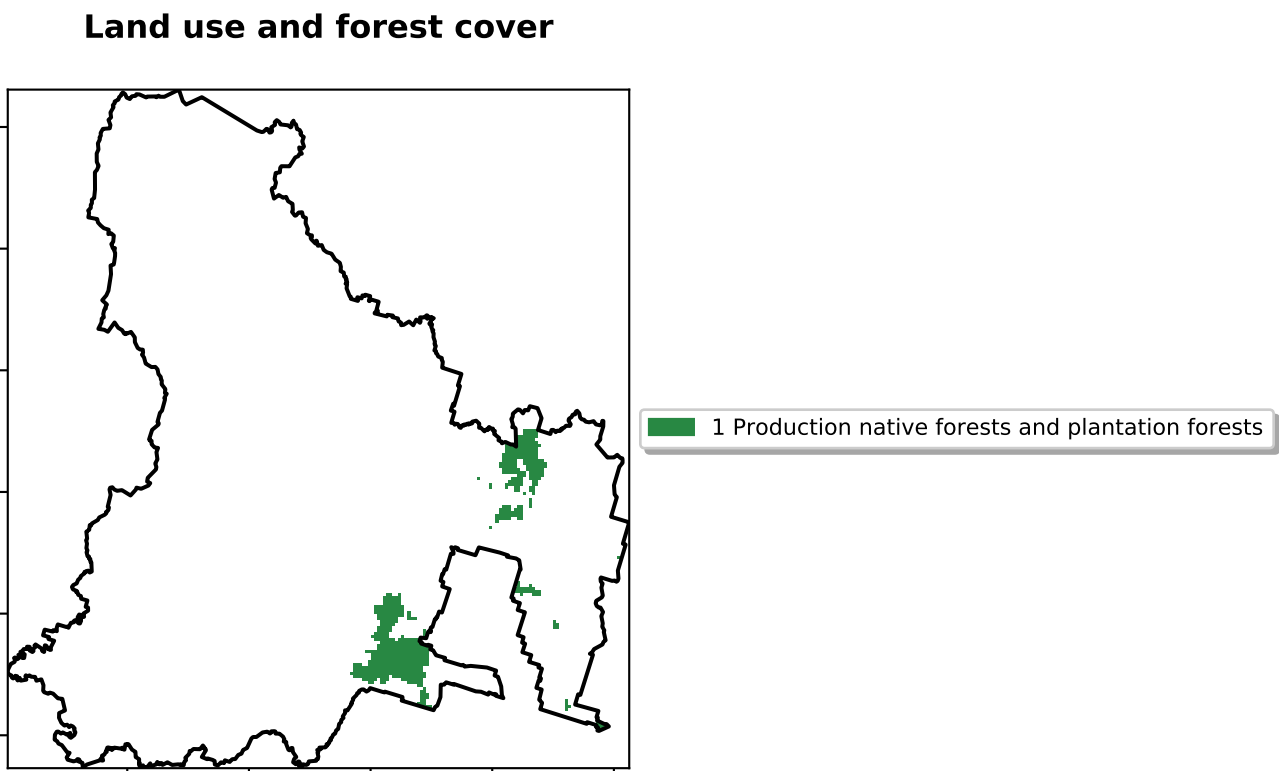 Land use and forest cover
1 Production native forests and plantation forests